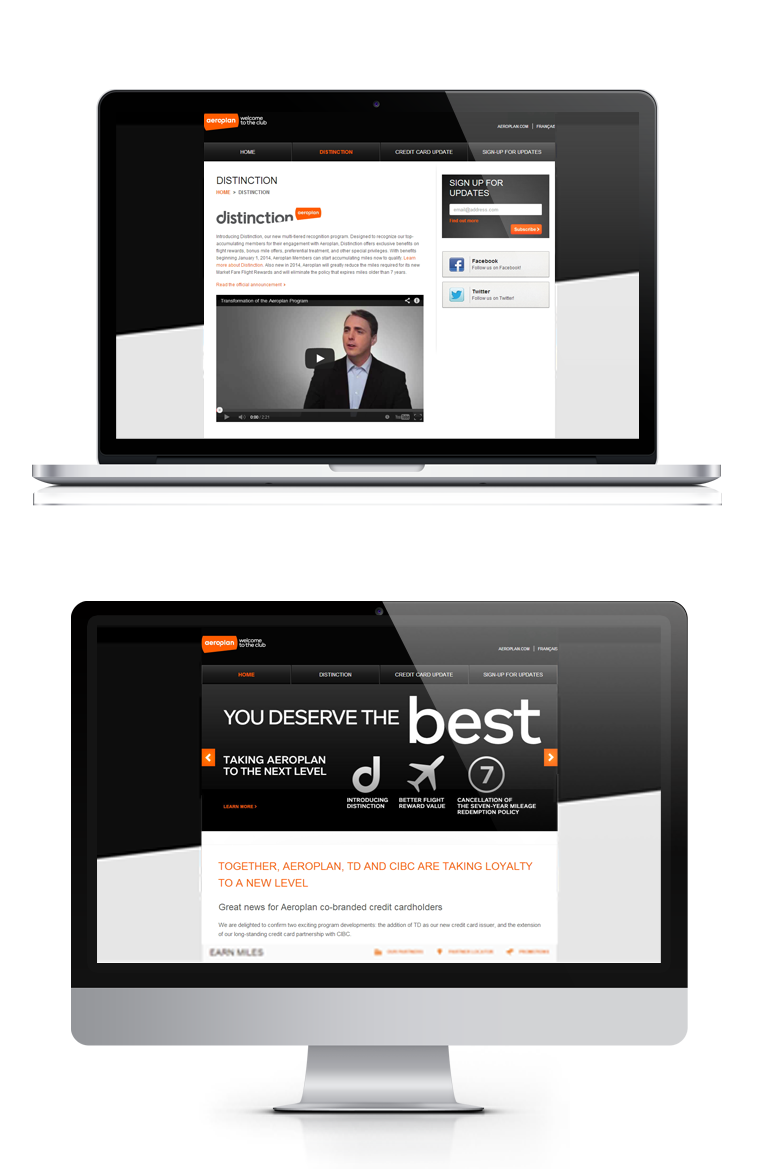 aeroplan
welcome
to the club
AEROPLAN.COM | FRANÇAIS
HOME
DISTINCTION
CREDIT CARD UPDATE
SIGN-UP FOR UPDATES
DISTINCTION
HOME » DISTINCTION
distinction aeroplan
Introducing Distinction, our new multi-tiered recognition program. Designed to recognize our top-
accumulating members for their engagement with Aeroplan, Distinction offers exclusive benefits on
flight rewards, bonus mile offers, preferential treatment, and other special privileges. With benefits
beginning January 1, 2014, Aeroplan Members can start accumulating miles now to qualify. Learn
more about Distinction. Also new in 2014, Aeroplan will greatly reduce the miles required for its new
Market Fare Flight Rewards and will eliminate the policy that expires miles older than 7 years.
Read the official announcement »
Transformation of the Aeroplan Program
0:00 / 2:21
YouTube
SIGN UP FOR
UPDATES
email@address.com
Find out more
Subscribe
Facebook
Follow us on Facebook!
Twitter
Follow us on Twitter!
aeroplan
welcome
to the club
AEROPLAN.COM | FRANÇAIS
HOME
DISTINCTION
CREDIT CARD UPDATE
SIGN-UP FOR UPDATES
YOU DESERVE THE best
TAKING AEROPLAN
TO THE NEXT LEVEL
LEARN MORE
d
INTRODUCING
DISTINCTION
BETTER FLIGHT
REWARD VALUE
7
CANCELLATION OF
THE SEVEN-YEAR MILEAGE
REDEMPTION POLICY
TOGETHER, AEROPLAN, TD AND CIBC ARE TAKING LOYALTY
TO A NEW LEVEL
Great news for Aeroplan co-branded credit cardholders
We are delighted to confirm two exciting program developments: the addition of TD as our new credit card issuer, and the extension
of our long-standing credit card partnership with CIBC.
EARN MILES
OUR PARTNERS
PARTNER LOCATOR
PROMOTIONS